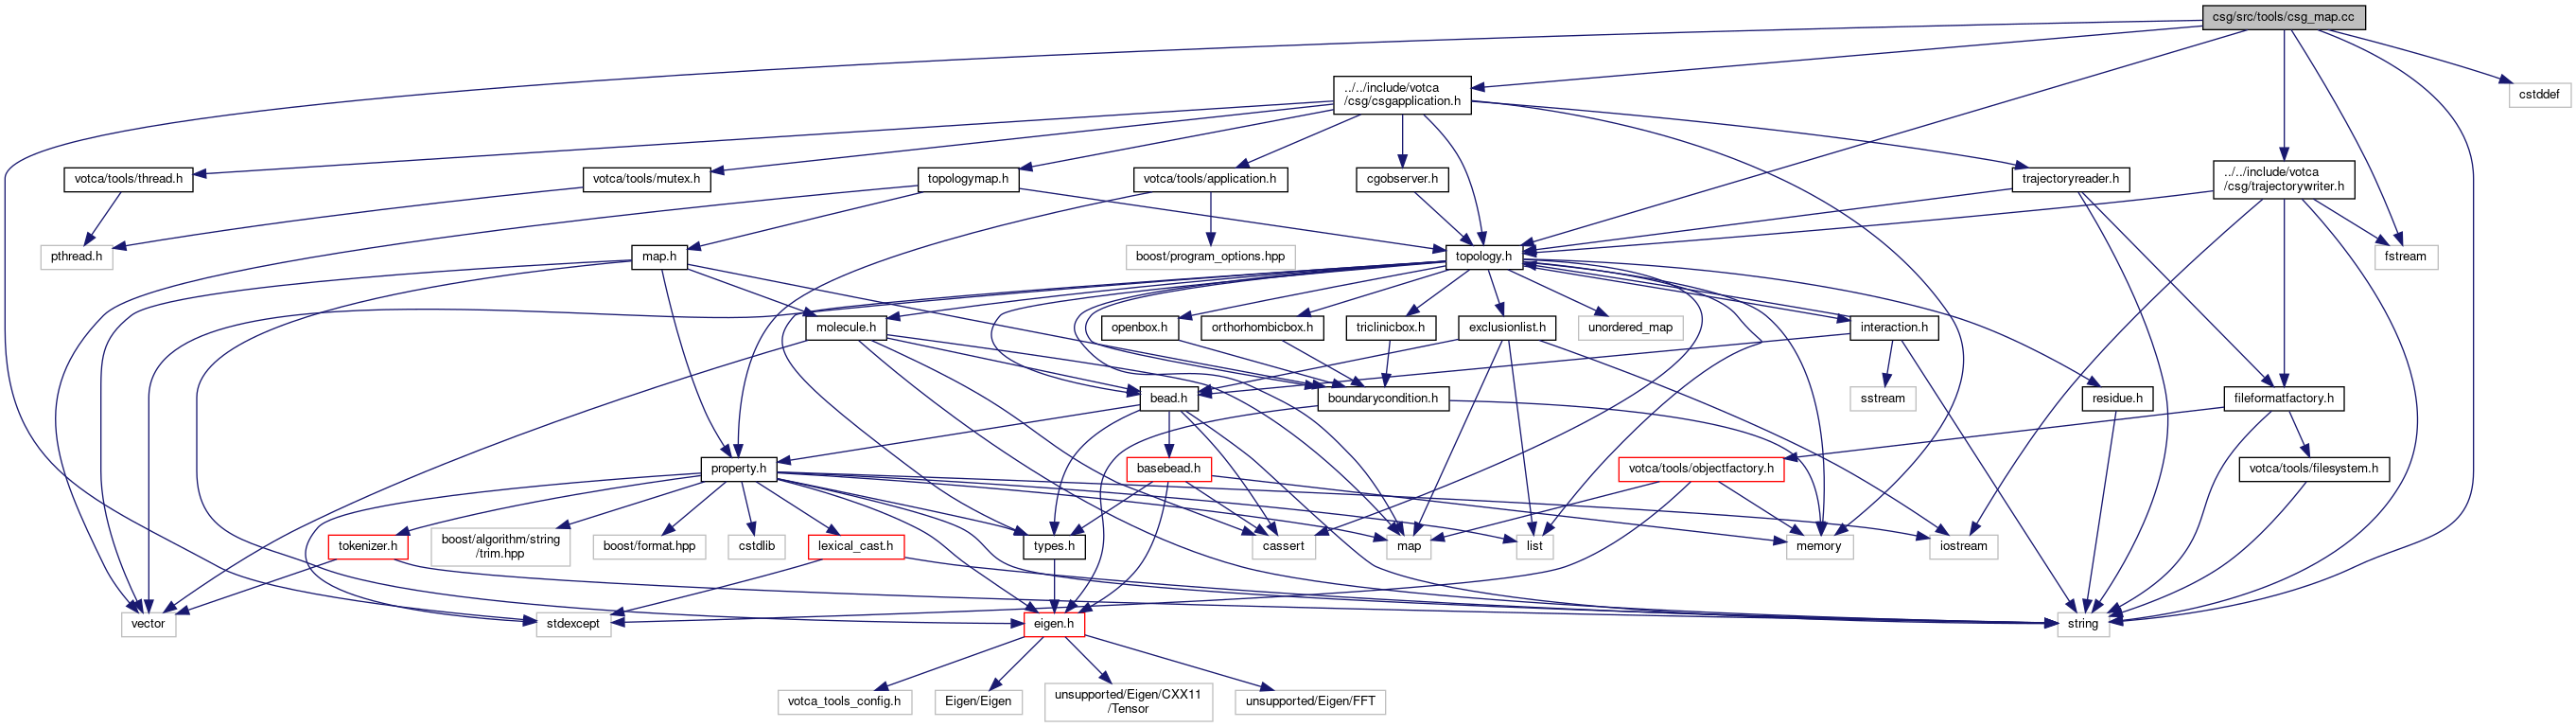 csg/src/tools/csg_map.cc
../../include/votca
/csg/csgapplication.h
cstddef
votca/tools/thread.h
votca/tools/mutex.h
topologymap.h
votca/tools/application.h
cgobserver.h
trajectoryreader.h
../../include/votca
/csg/trajectorywriter.h
pthread.h
map.h
boost/program_options.hpp
topology.h
fstream
molecule.h
openbox.h
orthorhombicbox.h
triclinicbox.h
exclusionlist.h
unordered_map
interaction.h
bead.h
boundarycondition.h
sstream
residue.h
fileformatfactory.h
property.h
basebead.h
votca/tools/objectfactory.h
votca/tools/filesystem.h
tokenizer.h
boost/algorithm/string
/trim.hpp
boost/format.hpp
cstdlib
lexical_cast.h
types.h
cassert
map
list
memory
iostream
vector
stdexcept
eigen.h
string
votca_tools_config.h
Eigen/Eigen
unsupported/Eigen/CXX11
/Tensor
unsupported/Eigen/FFT